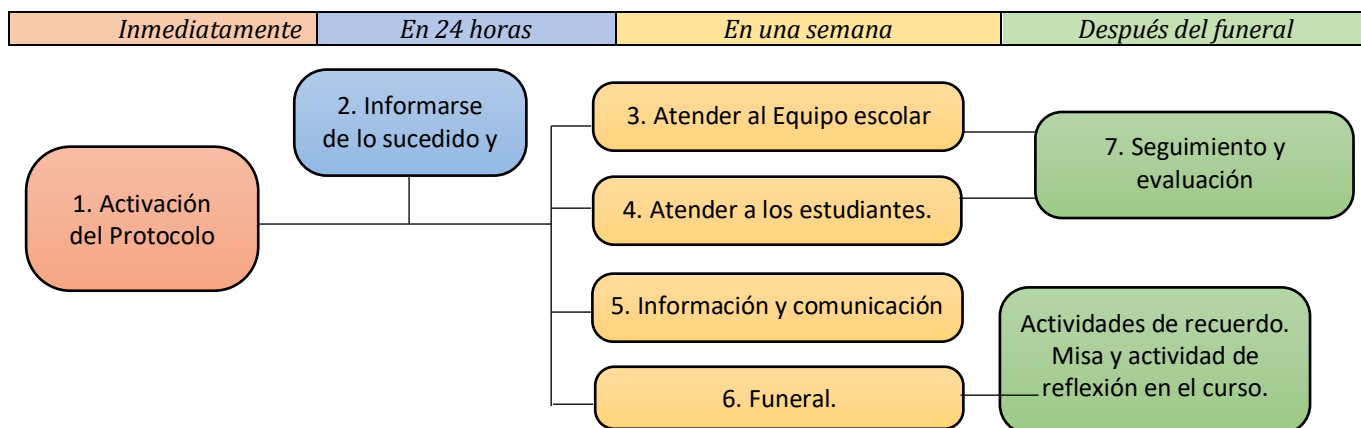 Inmediatamente
En 24 horas
En una semana
Después del funeral
1. Activación
del Protocolo
2. Informarse
de lo sucedido y
3. Atender al Equipo escolar
4. Atender a los estudiantes.
5. Información y comunicación
6. Funeral.
7. Seguimiento y
evaluación
Actividades de recuerdo.
Misa y actividad de
reflexión en el curso.